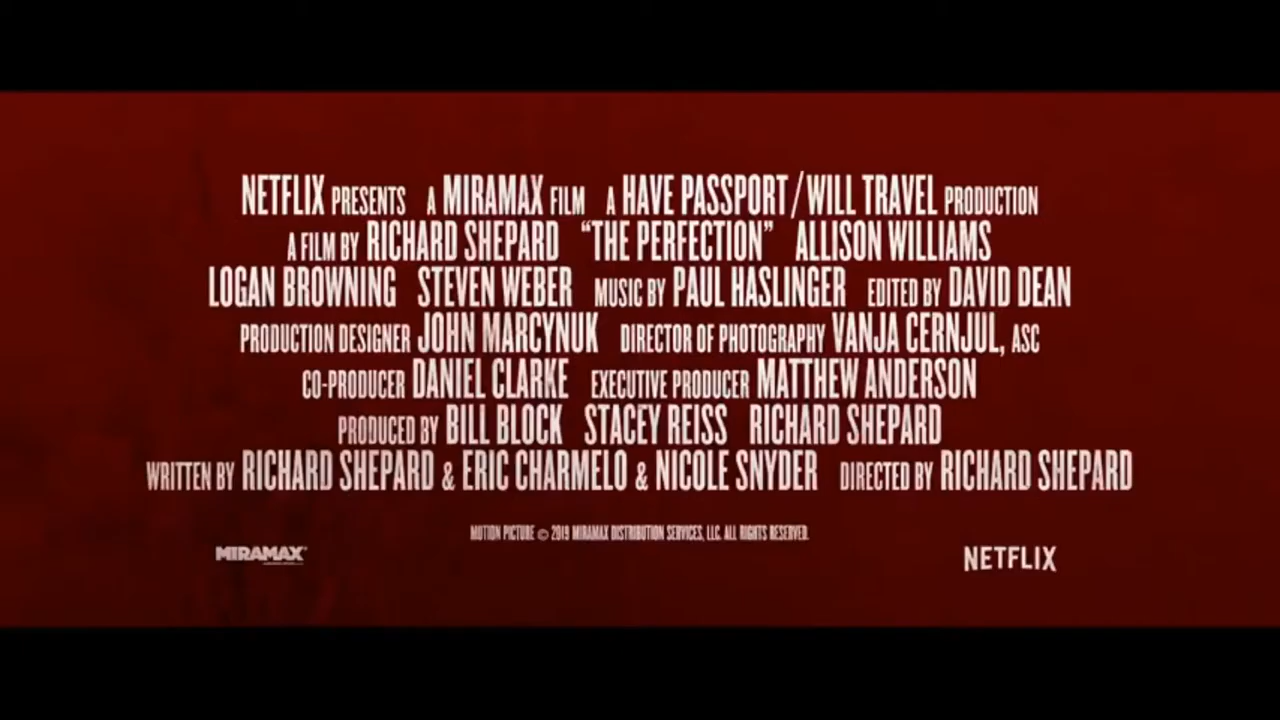 NETFLIX PRESENTS A MIRAMAX FILM A HAVE PASSPORT/WILL TRAVEL PRODUCTION
A FILM BY RICHARD SHEPARD "THE PERFECTION" ALLISON WILLIAMS
LOGAN BROWNING STEVEN WEBER MUSIC BY PAUL HASLINGER EDITED BY DAVID DEAN
PRODUCTION DESIGNER JOHN MARCYNUK DIRECTOR OF PHOTOGRAPHY VANJA CERNJUL, ASC
CO-PRODUCER DANIEL CLARKE EXECUTIVE PRODUCER MATTHEW ANDERSON
PRODUCED BY BILL BLOCK STACEY REISS RICHARD SHEPARD
WRITTEN BY RICHARD SHEPARD & ERIC CHARMELO & NICOLE SNYDER DIRECTED BY RICHARD SHEPARD
MOTION PICTURE © 2019 MIRAMAX DISTRIBUTION SERVICES, LLC. ALL RIGHTS RESERVED.
MIRAMAX NETFLIX